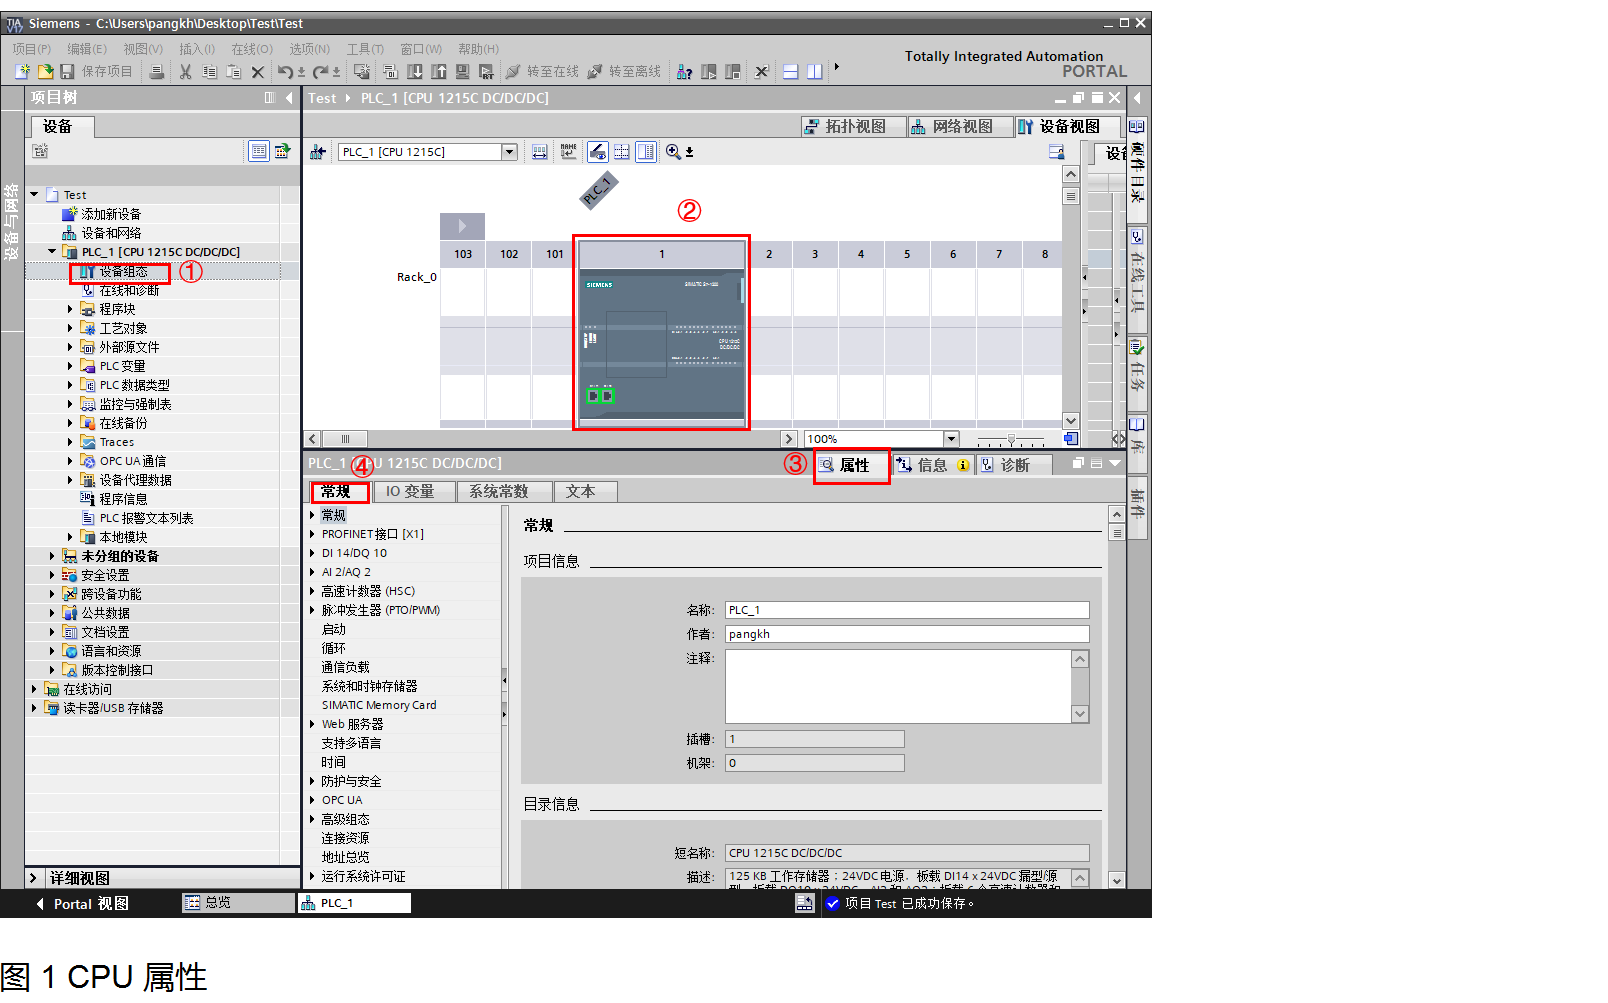 Siemens - C:\Users\pangkh\Desktop\Test\Test
项目(P) 编辑(E) 视图(V) 插入(I) 在线(O) 选项(N) 工具(T) 窗口(W) 帮助(H)
Totally Integrated Automation
PORTAL
保存项目 转至在线 转至离线
项目树
Test PLC_1 [CPU 1215C DC/DC/DC]
设备
拓扑视图 网络视图 设备视图
PLC_1 [CPU 1215C]
设备与网络
Test
添加新设备
设备和网络
PLC_1 [CPU 1215C DC/DC/DC]
设备组态 ①
在线和诊断
程序块
工艺对象
外部源文件
PLC 变量
PLC 数据类型
监控与强制表
在线备份
Traces
OPC UA 通信
设备代理数据
程序信息
PLC 报警文本列表
本地模块
未分组的设备
安全设置
跨设备功能
公共数据
文档设置
语言和资源
版本控制接口
在线访问
读卡器/USB 存储器
详细视图
PLC_1
②
103 102 101 1 2 3 4 5 6 7 8
Rack_0
SIEMENS SIMATIC S7-1200
CPU 1215C
DC/DC/DC
100%
硬件目录
在线工具
任务
库
插件
PLC_1 [CPU 1215C DC/DC/DC]
④
③
属性 信息 诊断
常规 IO 变量 系统常数 文本
常规
PROFINET接口 [X1]
DI 14/DQ 10
AI 2/AQ 2
高速计数器 (HSC)
脉冲发生器 (PTO/PWM)
启动
循环
通信负载
系统和时钟存储器
SIMATIC Memory Card
Web 服务器
支持多语言
时间
防护与安全
OPC UA
高级组态
连接资源
地址总览
运行系统许可证
常规
项目信息
名称: PLC_1
作者: pangkh
注释:
插槽: 1
机架: 0
目录信息
短名称: CPU 1215C DC/DC/DC
描述: 125 KB 工作存储器；24VDC电源，板载 DI14 x 24VDC 漏型/源
Portal 视图 总览 PLC_1 项目 Test 已成功保存。
图 1 CPU 属性